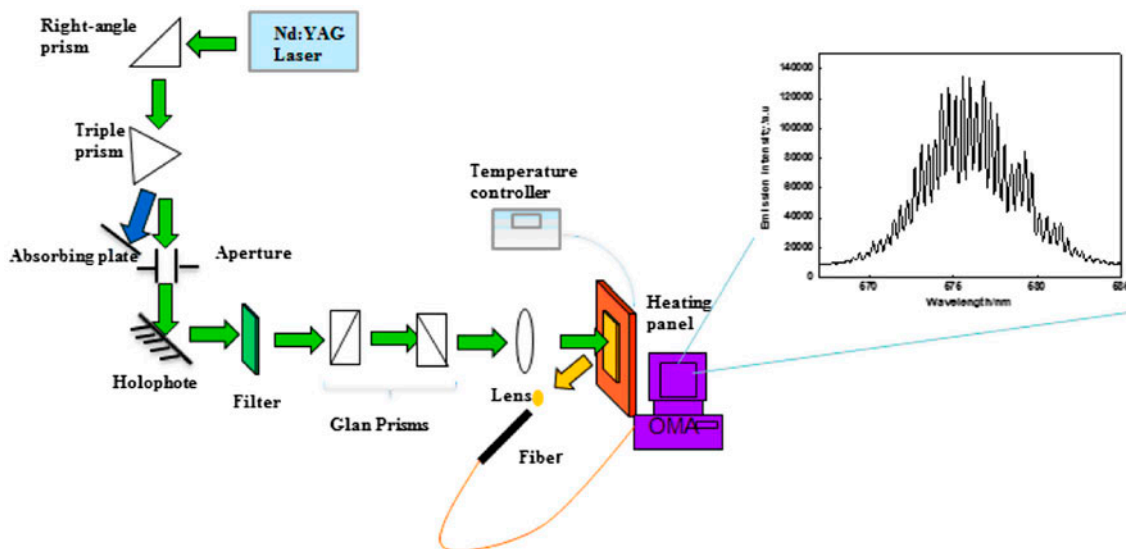 Right-angle
prism
Nd:YAG
Laser
Triple
prism
Absorbing plate
Aperture
Holophote
Filter
Glan Prisms
Lens
Fiber
Temperature
controller
Heating
panel
OMA
Emission Intensity/a.u
140000
120000
100000
80000
60000
40000
20000
0
670
676
680
Wavelength/nm